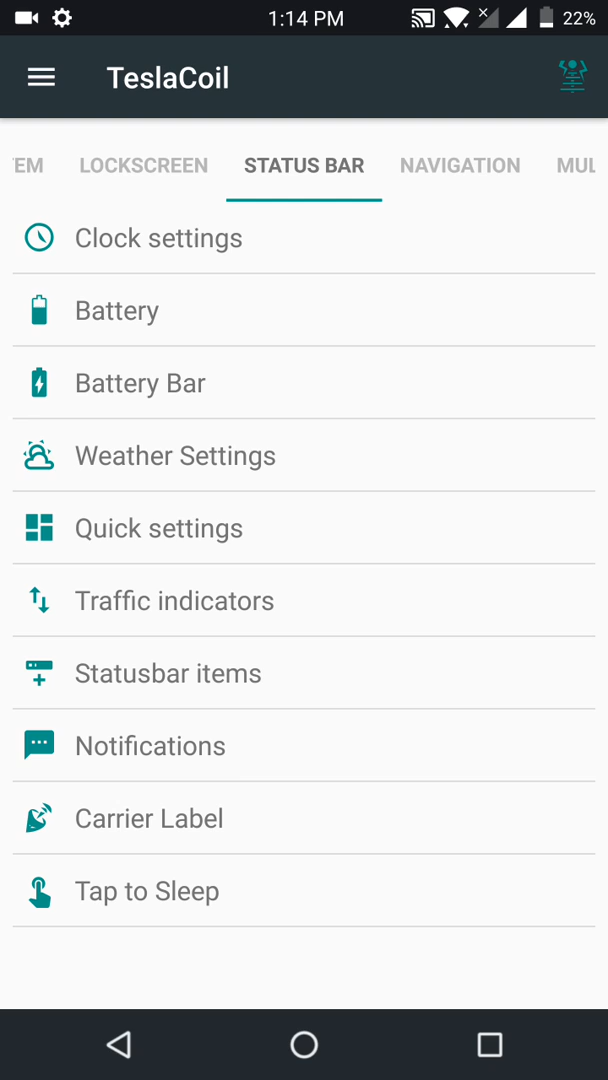 1:14 PM
22%
TeslaCoil
TEM LOCKSCREEN STATUS BAR NAVIGATION MUL
Clock settings
Battery
Battery Bar
Weather Settings
Quick settings
Traffic indicators
Statusbar items
Notifications
Carrier Label
Tap to Sleep